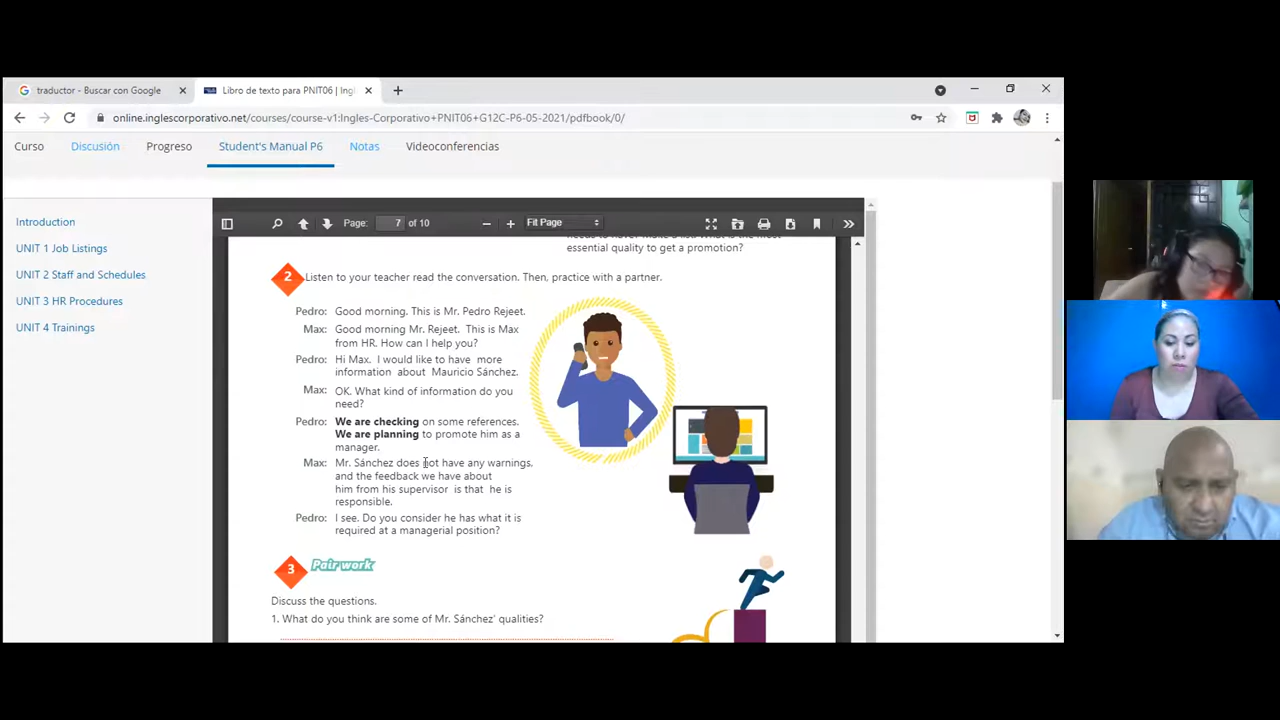 traductor - Buscar con Google
Libro de texto para PNIT06 | Ingl
online.inglescorporativo.net/courses/course-v1:Ingles-Corporativo+PNIT06+G12C-P6-05-2021/pdfbook/0/
Curso Discusión Progreso Student's Manual P6 Notas Videoconferencias
Introduction
UNIT 1 Job Listings
UNIT 2 Staff and Schedules
UNIT 3 HR Procedures
UNIT 4 Trainings
Page: 7 of 10 Fit Page
essential quality to get a promotion?
2 Listen to your teacher read the conversation. Then, practice with a partner.
Pedro: Good morning. This is Mr. Pedro Rejeet.
Max: Good morning Mr. Rejeet. This is Max
from HR. How can I help you?
Pedro: Hi Max. I would like to have more
information about Mauricio Sánchez.
Max: OK. What kind of information do you
need?
Pedro: We are checking on some references.
We are planning to promote him as a
manager.
Max: Mr. Sánchez does not have any warnings.
and the feedback we have about
him from his supervisor is that he is
responsible.
Pedro: I see. Do you consider he has what it is
required at a managerial position?
3 Pair work
Discuss the questions.
1. What do you think are some of Mr. Sánchez' qualities?